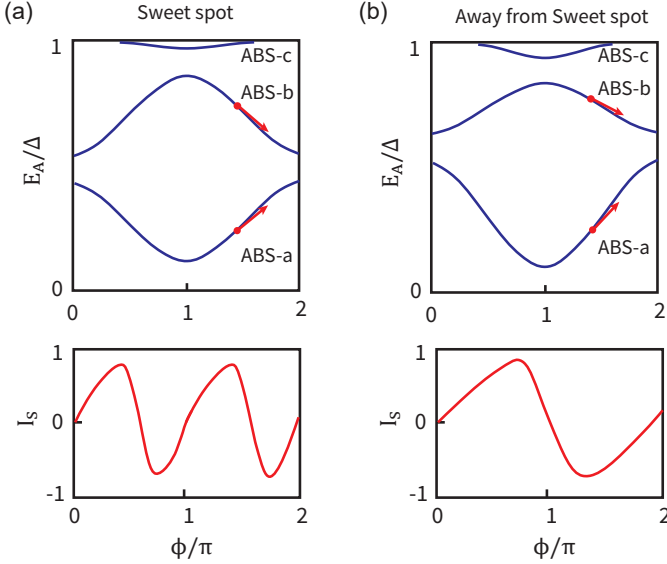 (a)
Sweet spot
1
ABS-c
ABS-b
E_A/Δ
ABS-a
0
0
1
2
1
I_S
0
-1
0
1
2
ϕ/π
(b)
Away from Sweet spot
1
ABS-c
ABS-b
E_A/Δ
ABS-a
0
0
1
2
1
I_S
0
-1
0
1
2
ϕ/π